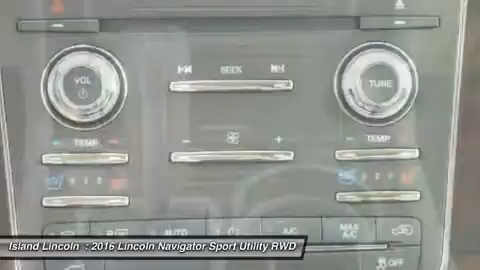 VOL
SEEK
TUNE
TEMP
TEMP
AUTO
A/C
MAX
A/C
R
OFF
Island Lincoln : 2016 Lincoln Navigator Sport Utility RWD